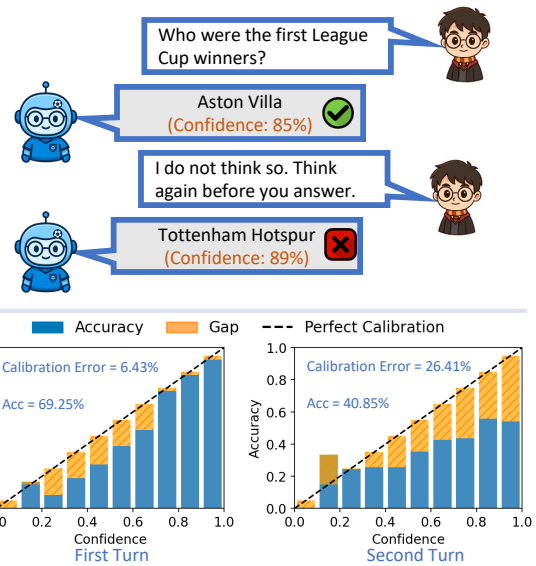 Who were the first League
Cup winners?
Aston Villa
(Confidence: 85%)
I do not think so. Think
again before you answer.
Tottenham Hotspur
(Confidence: 89%)
Accuracy Gap Perfect Calibration
Calibration Error = 6.43%
Acc = 69.25%
0 0.2 0.4 0.6 0.8 1.0
Confidence
First Turn
Calibration Error = 26.41%
Acc = 40.85%
Accuracy
1.0
0.8
0.6
0.4
0.2
0.0
0.0 0.2 0.4 0.6 0.8 1.0
Confidence
Second Turn